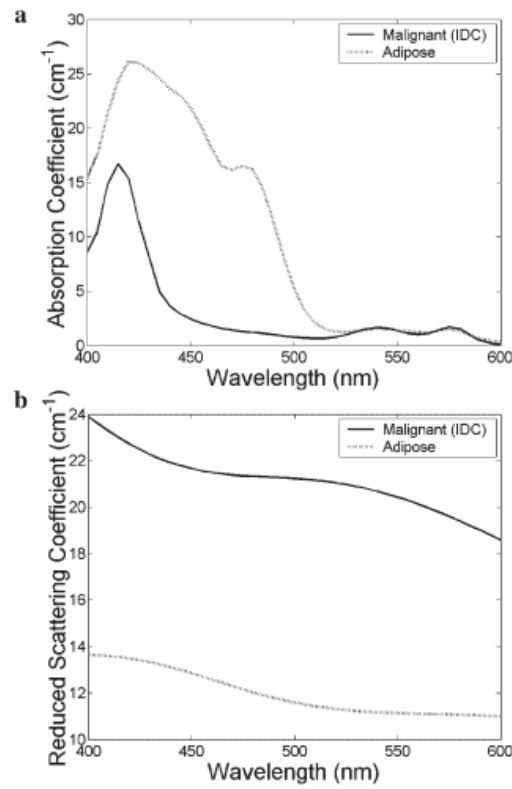 a
30
25
20
15
10
5
0
Absorption Coefficient (cm⁻¹)
Malignant (IDC)
Adipose
400 450 500 550 600
Wavelength (nm)
b
24
22
20
18
16
14
12
10
Reduced Scattering Coefficient (cm⁻¹)
Malignant (IDC)
Adipose
400 450 500 550 600
Wavelength (nm)